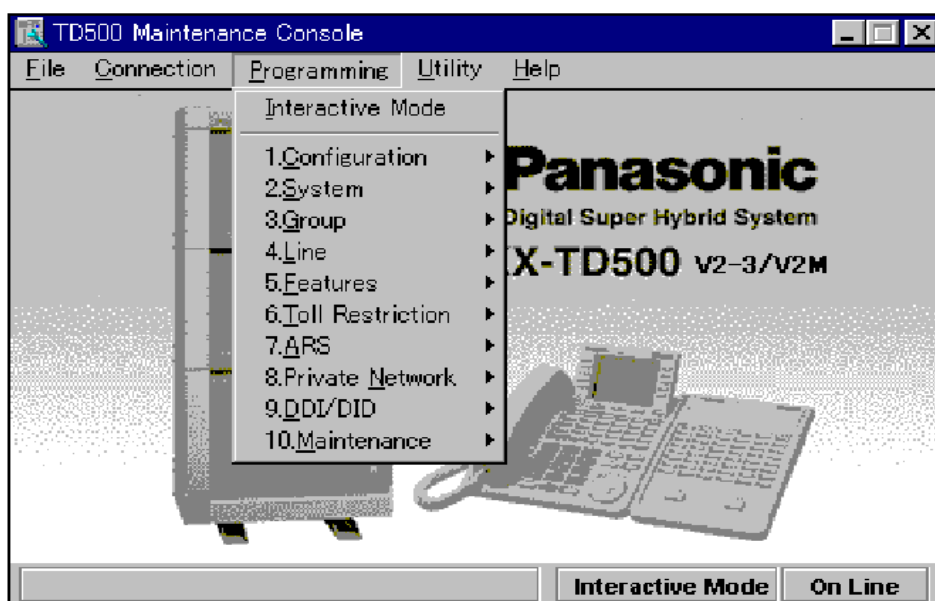 TD500 Maintenance Console
File Connection Programming Utility Help
Interactive Mode
1.Configuration
2.System
3.Group
4.Line
5.Features
6.Toll Restriction
7.ARS
8.Private Network
9.DDI/DID
10.Maintenance
Panasonic
Digital Super Hybrid System
X-TD500 V2-3/V2M
Interactive Mode On Line